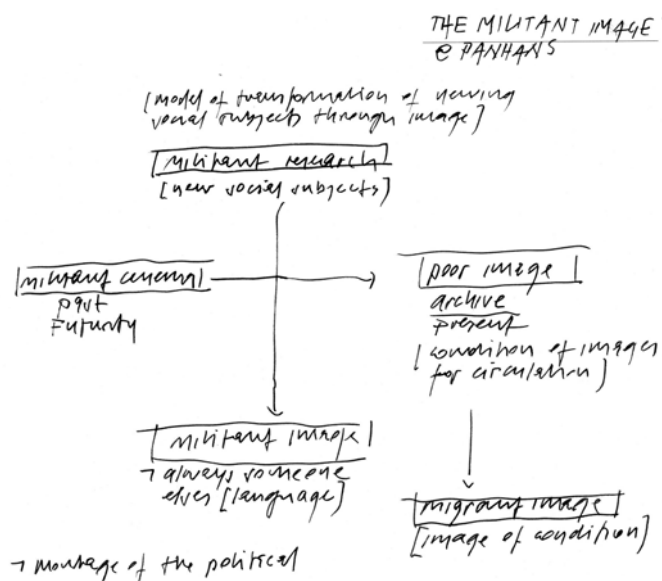 THE MILITANT IMAGE
@ PANHANS
[model of transformation of viewing
social subjects through image]
militant research
[new social subjects]
militant cinema
past
Futurity
poor image
archive
present
[condition of images
for circulation]
militant image
¬ always someone
elses [language]
migrant image
[image of condition]
¬ montage of the political